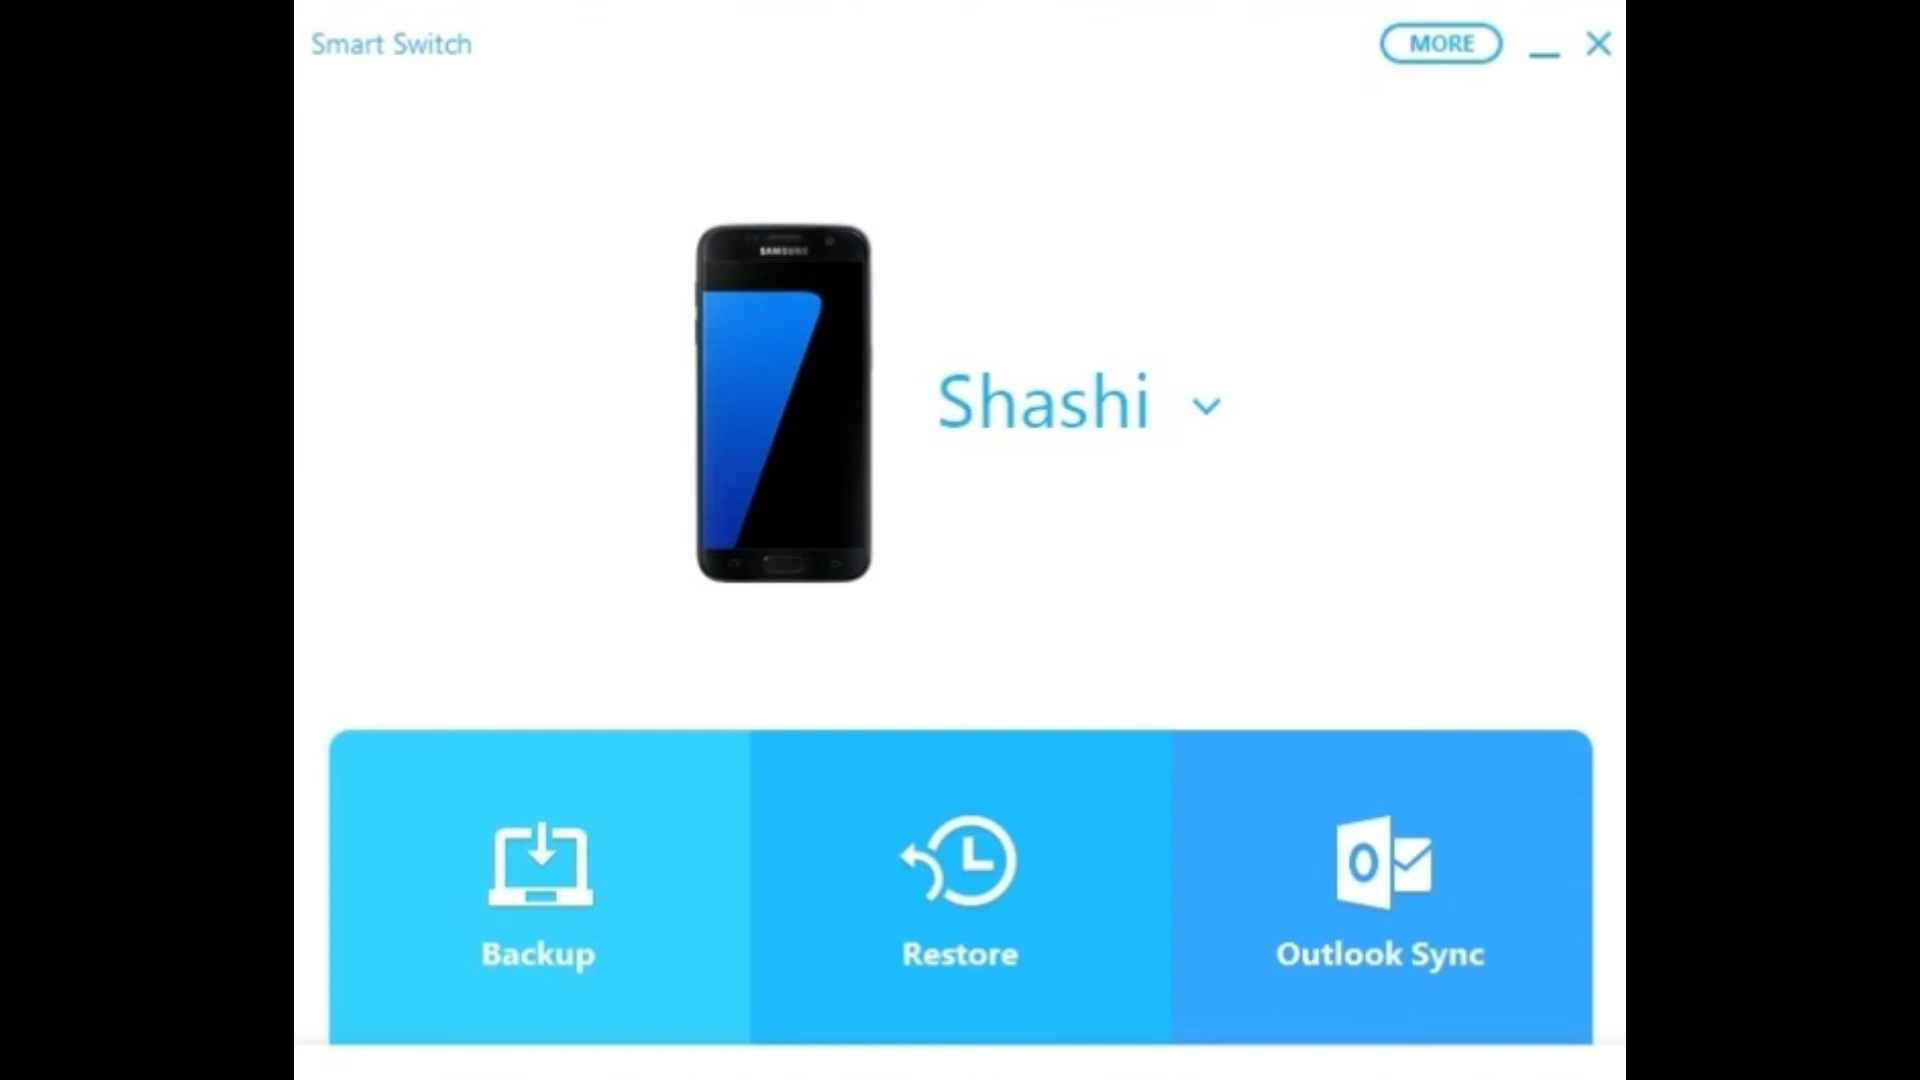 Smart Switch
MORE
SAMSUNG
Shashi
Backup
Restore
Outlook Sync